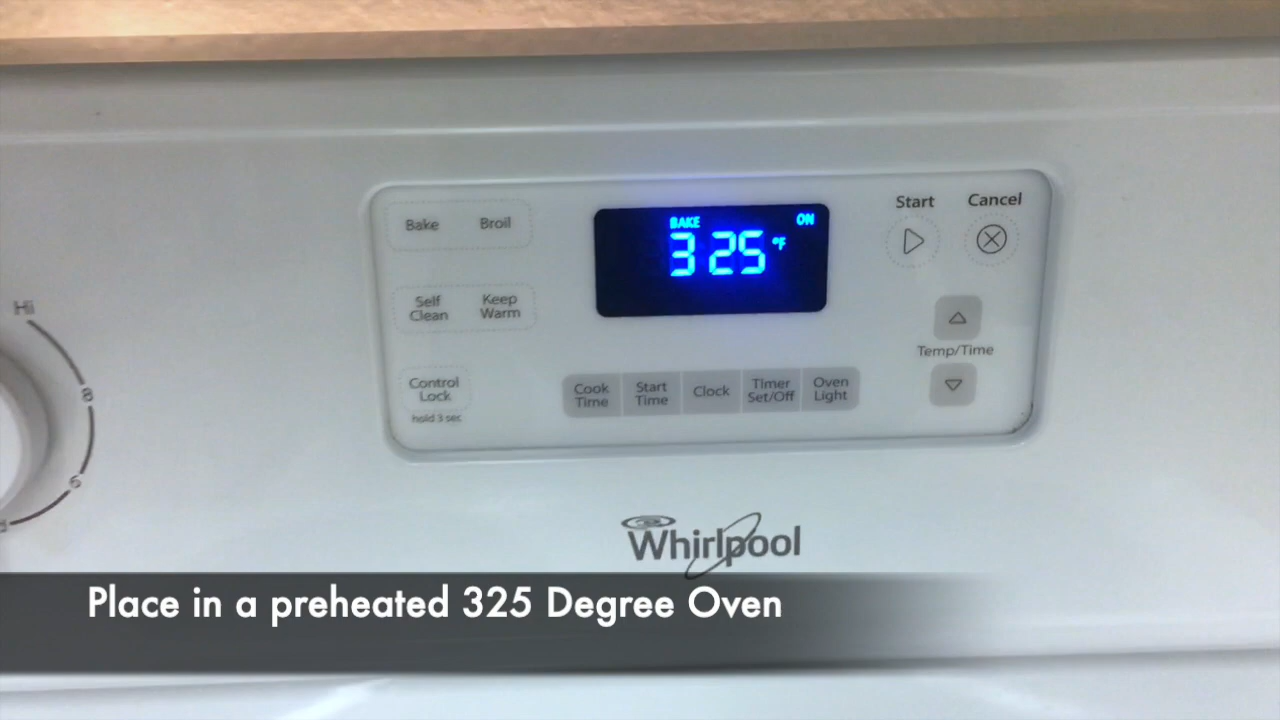 Hi
8
Bake
Broil
BAKE
ON
325 °F
Start
Cancel
Self
Clean
Keep
Warm
Temp/Time
Control
Lock
hold 3 sec
Cook
Time
Start
Time
Clock
Timer
Set/Off
Oven
Light
Whirlpool
Place in a preheated 325 Degree Oven